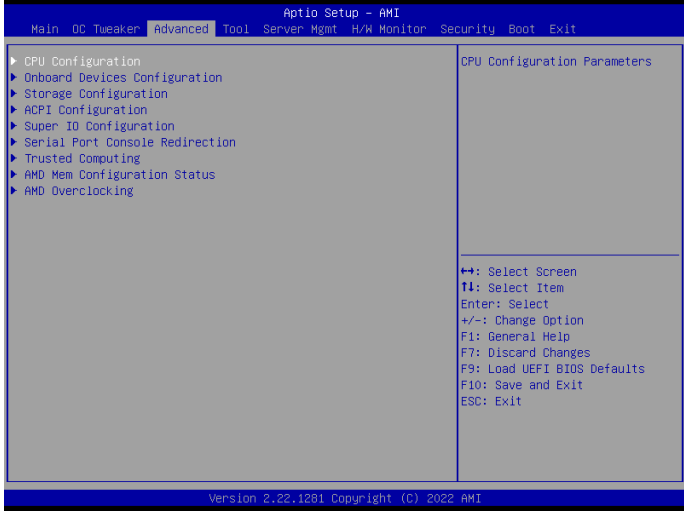 Aptio Setup - AMI
Main OC Tweaker Advanced Tool Server Mgmt H/W Monitor Security Boot Exit
CPU Configuration
Onboard Devices Configuration
Storage Configuration
ACPI Configuration
Super IO Configuration
Serial Port Console Redirection
Trusted Computing
AMD Mem Configuration Status
AMD Overclocking
CPU Configuration Parameters
↔: Select Screen
↑↓: Select Item
Enter: Select
+/-: Change Option
F1: General Help
F7: Discard Changes
F9: Load UEFI BIOS Defaults
F10: Save and Exit
ESC: Exit
Version 2.22.1281 Copyright (C) 2022 AMI